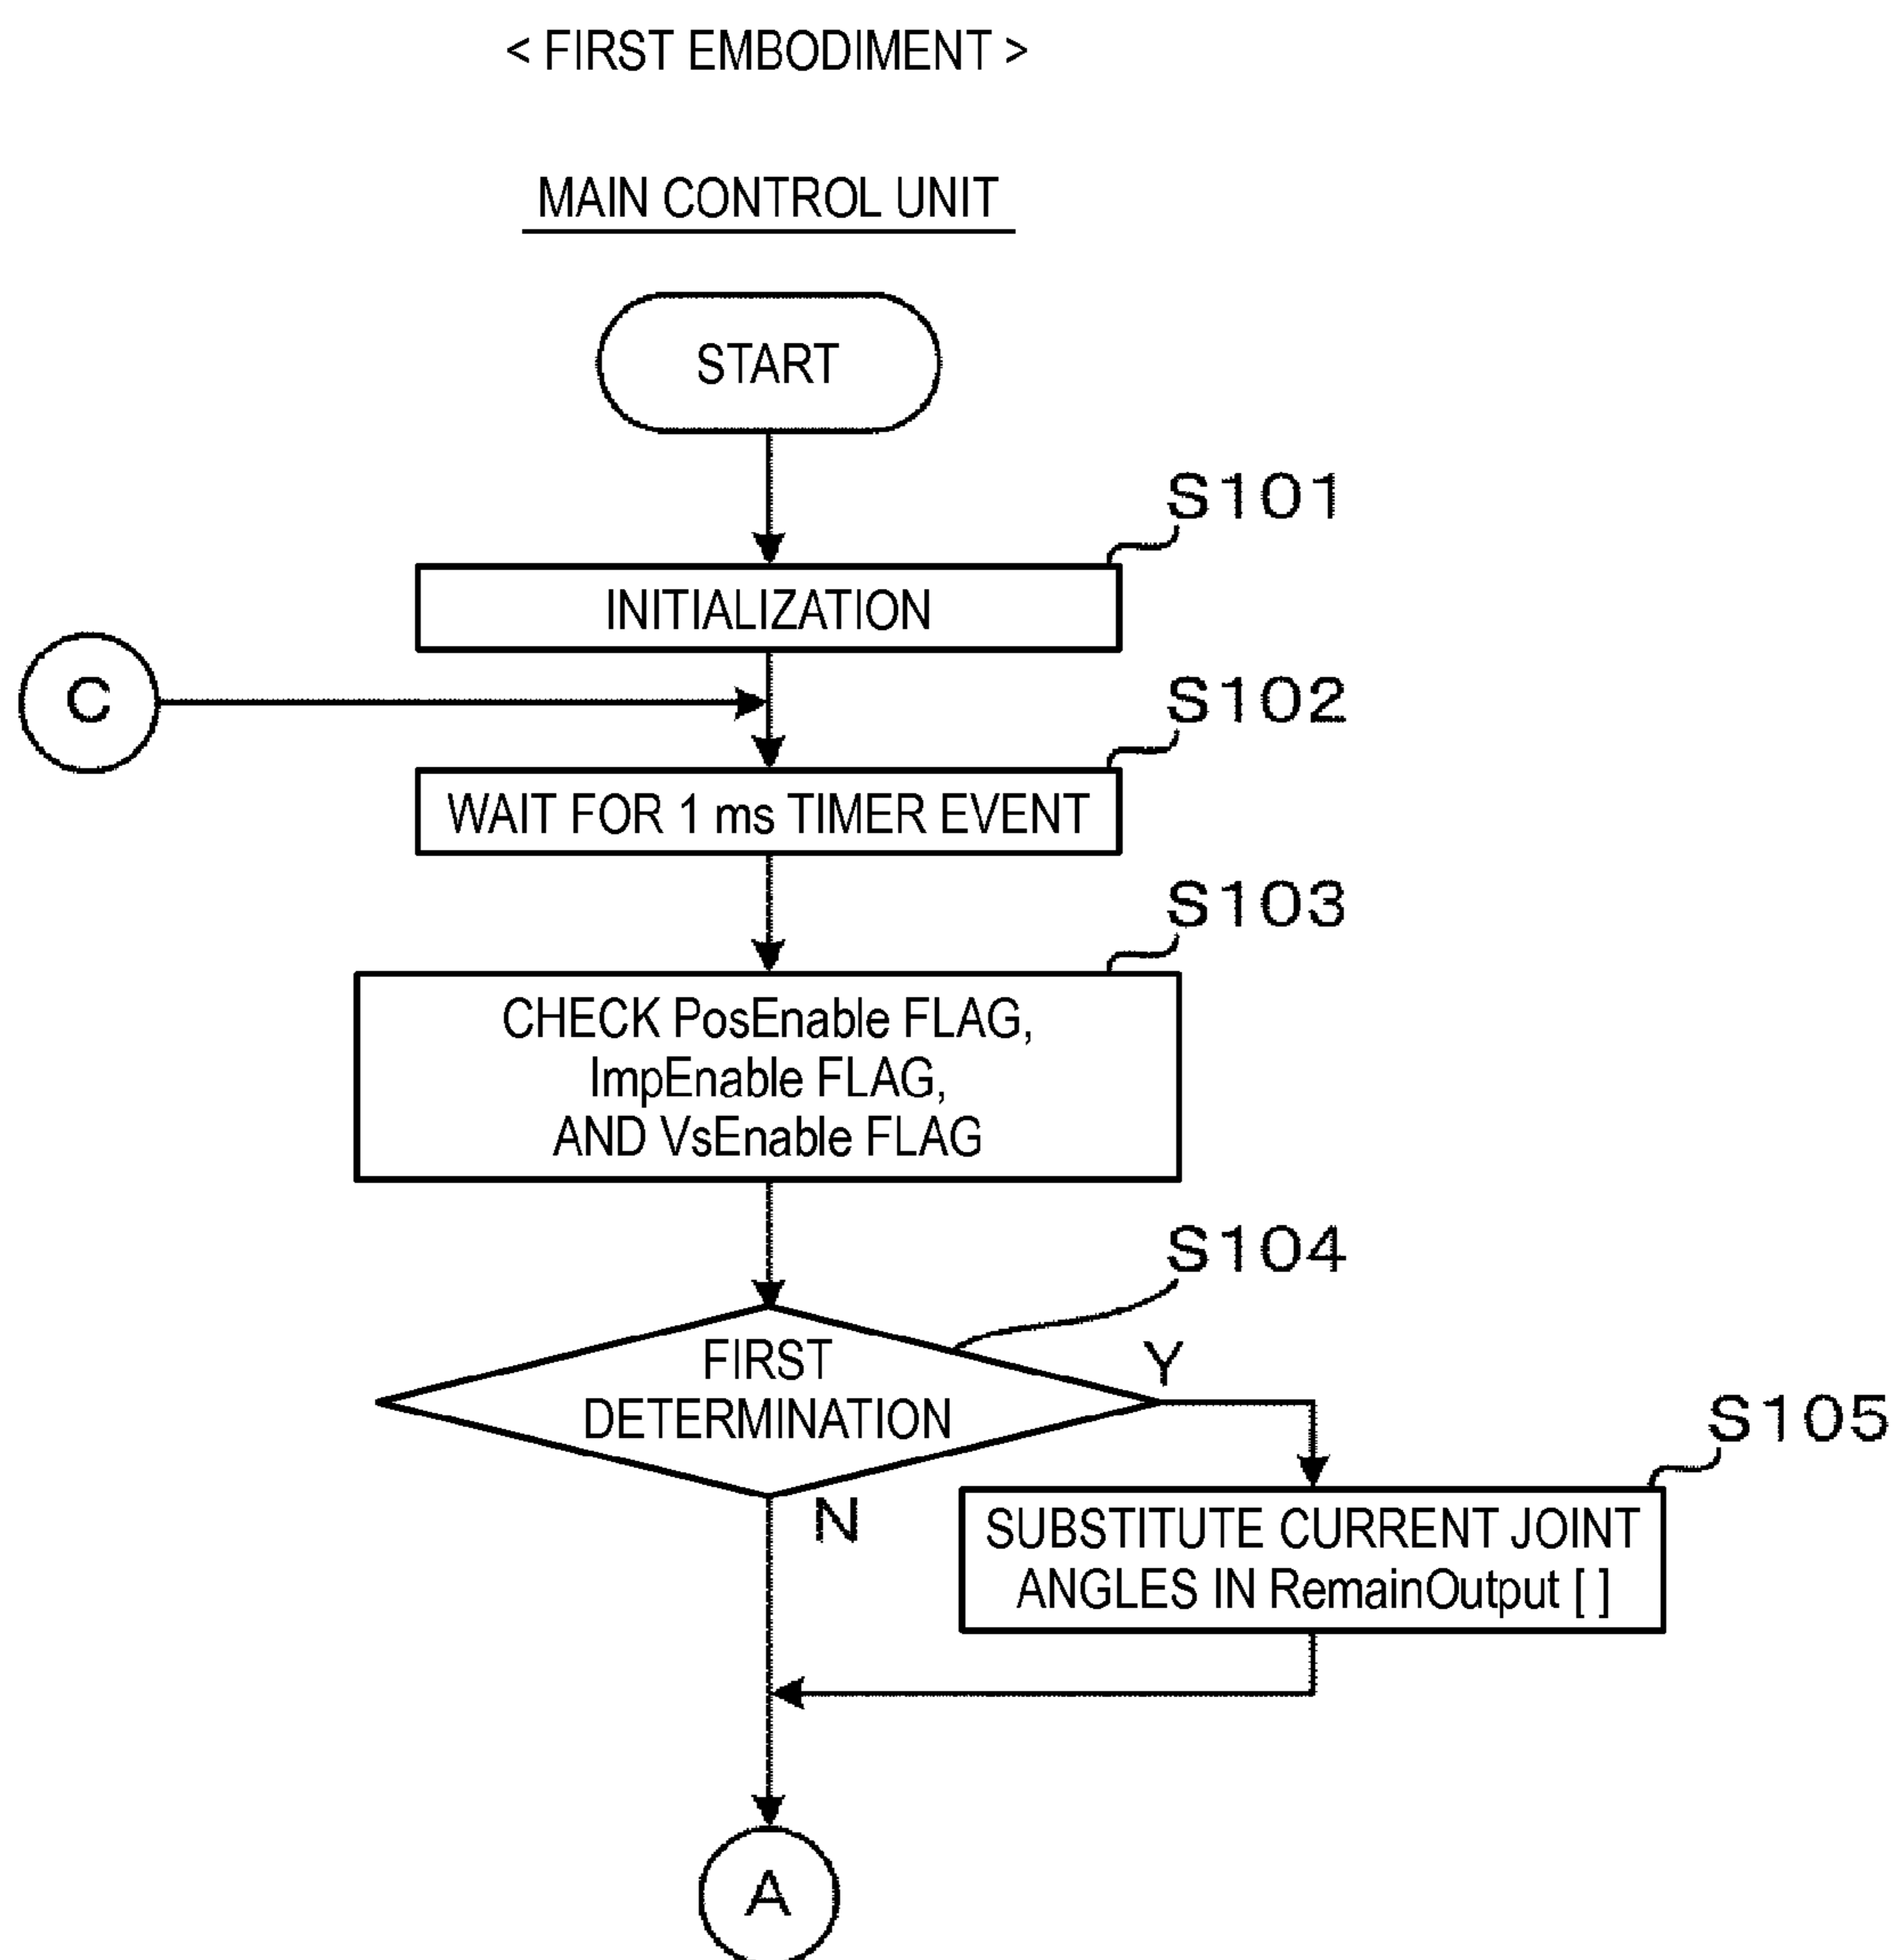 < FIRST EMBODIMENT >
MAIN CONTROL UNIT
START
S101
INITIALIZATION
C
S102
WAIT FOR 1 ms TIMER EVENT
S103
CHECK PosEnable FLAG,
ImpEnable FLAG,
AND VsEnable FLAG
S104
FIRST
DETERMINATION
Y
N
S105
SUBSTITUTE CURRENT JOINT
ANGLES IN RemainOutput [ ]
A